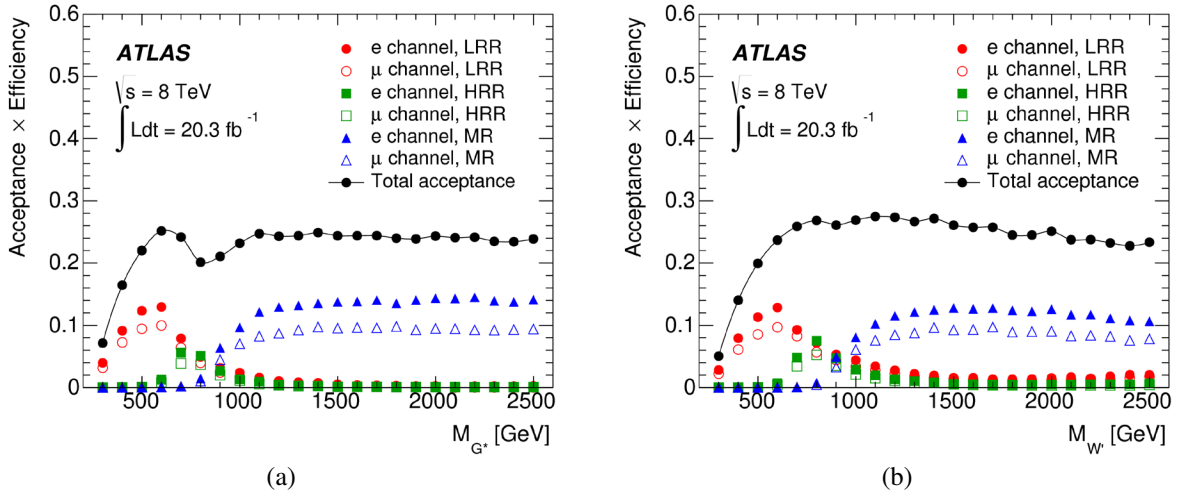 Acceptance × Efficiency
0.6
0.5
0.4
0.3
0.2
0.1
0
ATLAS
√s = 8 TeV
∫ Ldt = 20.3 fb⁻¹
e channel, LRR
μ channel, LRR
e channel, HRR
μ channel, HRR
e channel, MR
μ channel, MR
Total acceptance
500 1000 1500 2000 2500
M_G* [GeV]
(a)
Acceptance × Efficiency
0.6
0.5
0.4
0.3
0.2
0.1
0
ATLAS
√s = 8 TeV
∫ Ldt = 20.3 fb⁻¹
e channel, LRR
μ channel, LRR
e channel, HRR
μ channel, HRR
e channel, MR
μ channel, MR
Total acceptance
500 1000 1500 2000 2500
M_W' [GeV]
(b)